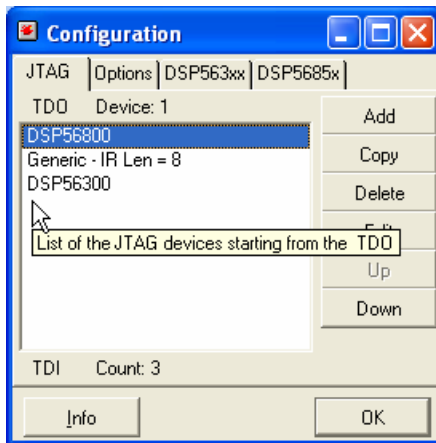 Configuration
JTAG Options DSP563xx DSP5685x
TDO Device: 1
Add
DSP56800
Generic - IR Len = 8
Copy
DSP56300
Delete
List of the JTAG devices starting from the TDO
Up
Down
TDI Count: 3
Info OK